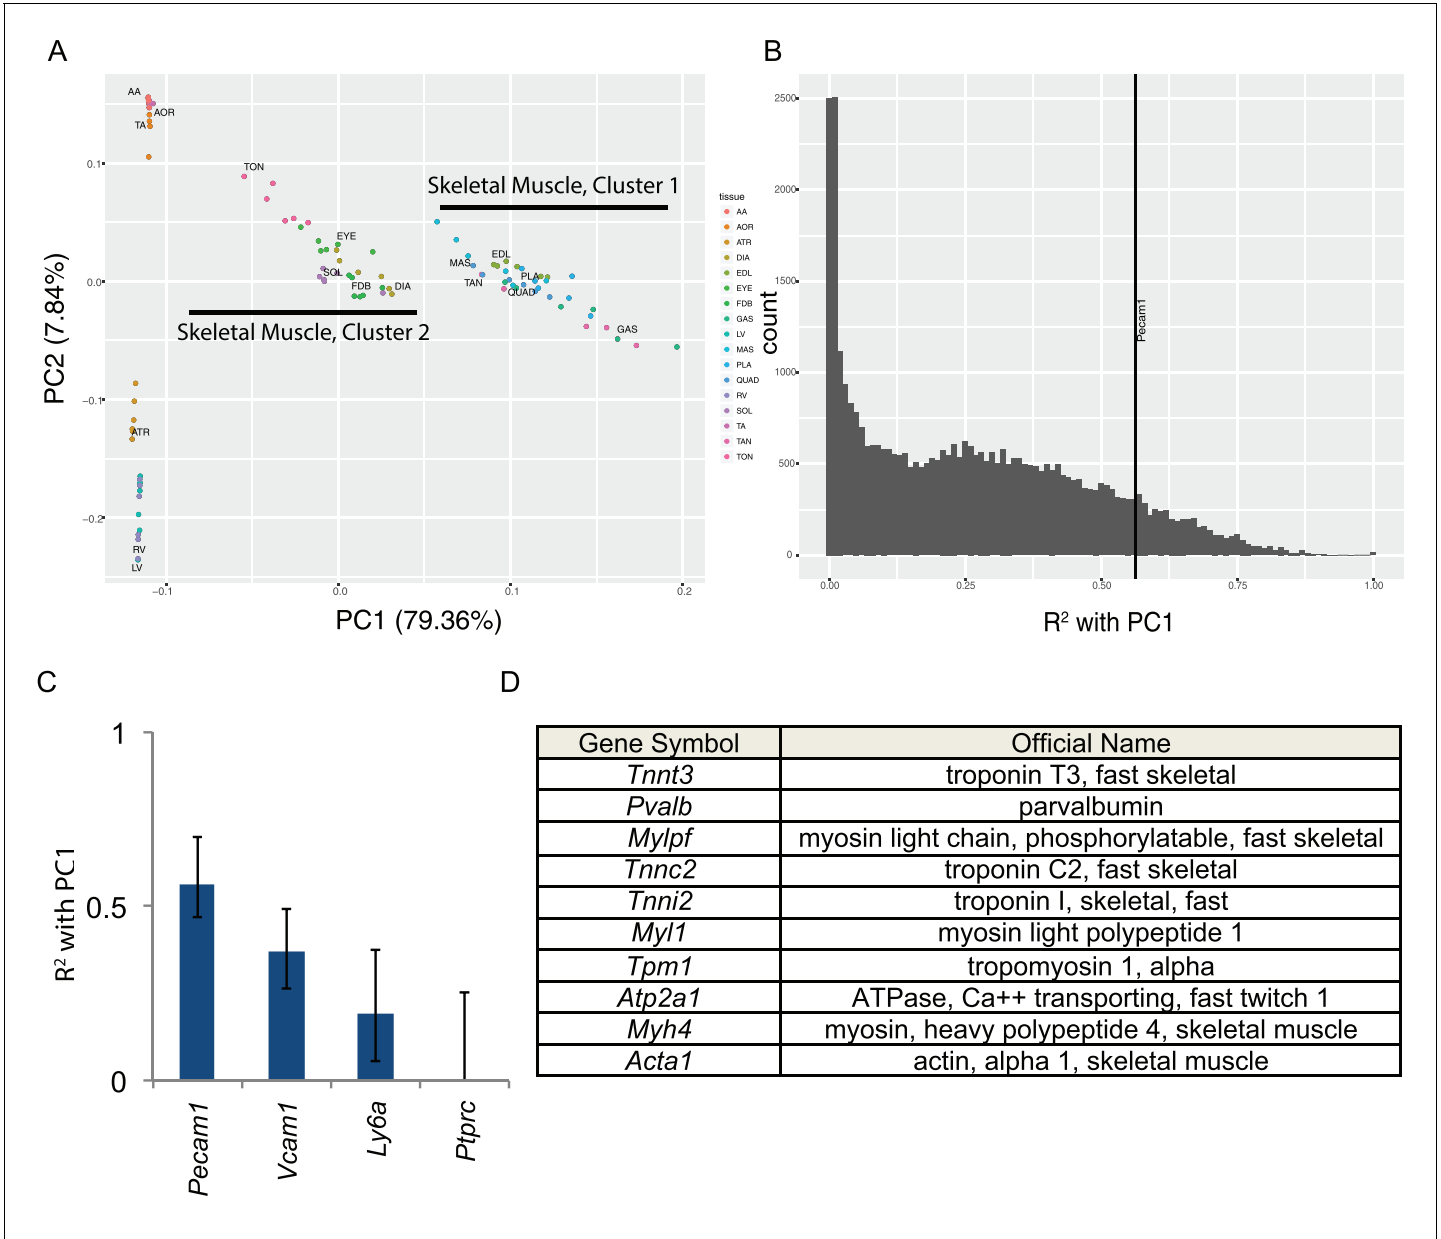 A
AA
AOR
TA
TON
Skeletal Muscle, Cluster 1
EYE
EDL
MAS
SOL
PLA
TAN
FDB
DIA
QUAD
Skeletal Muscle, Cluster 2
GAS
ATR
RV
LV
0.1
0.0
−0.1
−0.2
−0.1
0.0
0.1
0.2
PC2 (7.84%)
PC1 (79.36%)
tissue
AA
AOR
ATR
DIA
EDL
EYE
FDB
GAS
LV
MAS
PLA
QUAD
RV
SOL
TA
TAN
TON
B
2500
2000
1500
1000
500
0
count
Pecam1
0.00
0.25
0.50
0.75
1.00
R² with PC1
C
1
0.5
0
R² with PC1
Pecam1
Vcam1
Ly6a
Ptprc
D
Gene Symbol Official Name
Tnnt3 troponin T3, fast skeletal
Pvalb parvalbumin
Mylpf myosin light chain, phosphorylatable, fast skeletal
Tnnc2 troponin C2, fast skeletal
Tnni2 troponin I, skeletal, fast
Myl1 myosin light polypeptide 1
Tpm1 tropomyosin 1, alpha
Atp2a1 ATPase, Ca++ transporting, fast twitch 1
Myh4 myosin, heavy polypeptide 4, skeletal muscle
Acta1 actin, alpha 1, skeletal muscle